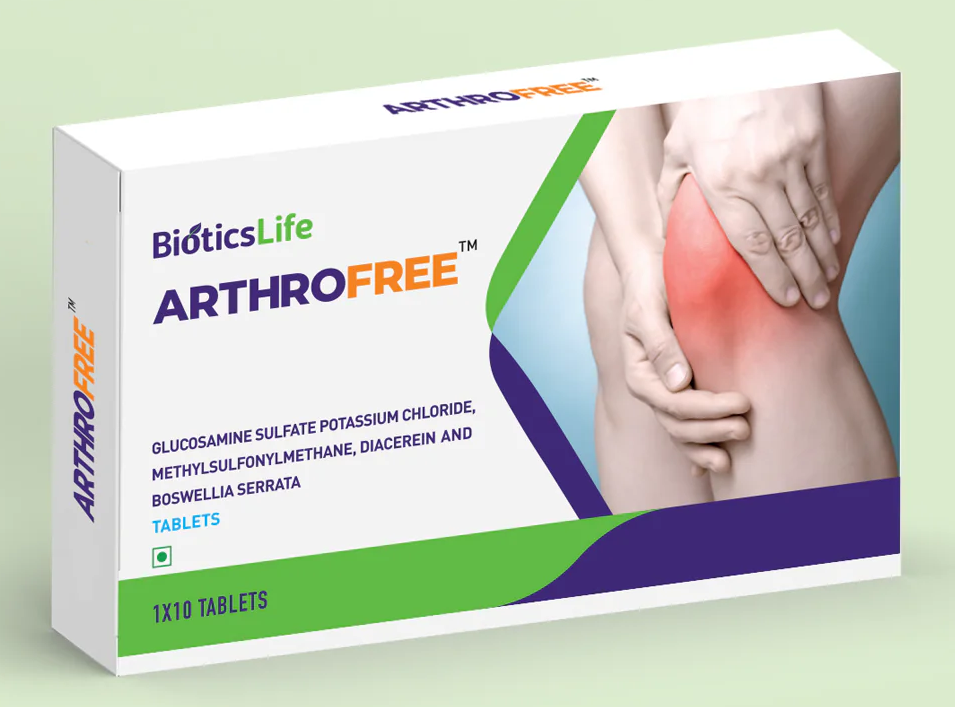 ARTHROFREE™
BioticsLife
ARTHROFREE™
GLUCOSAMINE SULFATE POTASSIUM CHLORIDE,
METHYLSULFONYLMETHANE, DIACEREIN AND
BOSWELLIA SERRATA
TABLETS
1X10 TABLETS
ARTHROFREE™